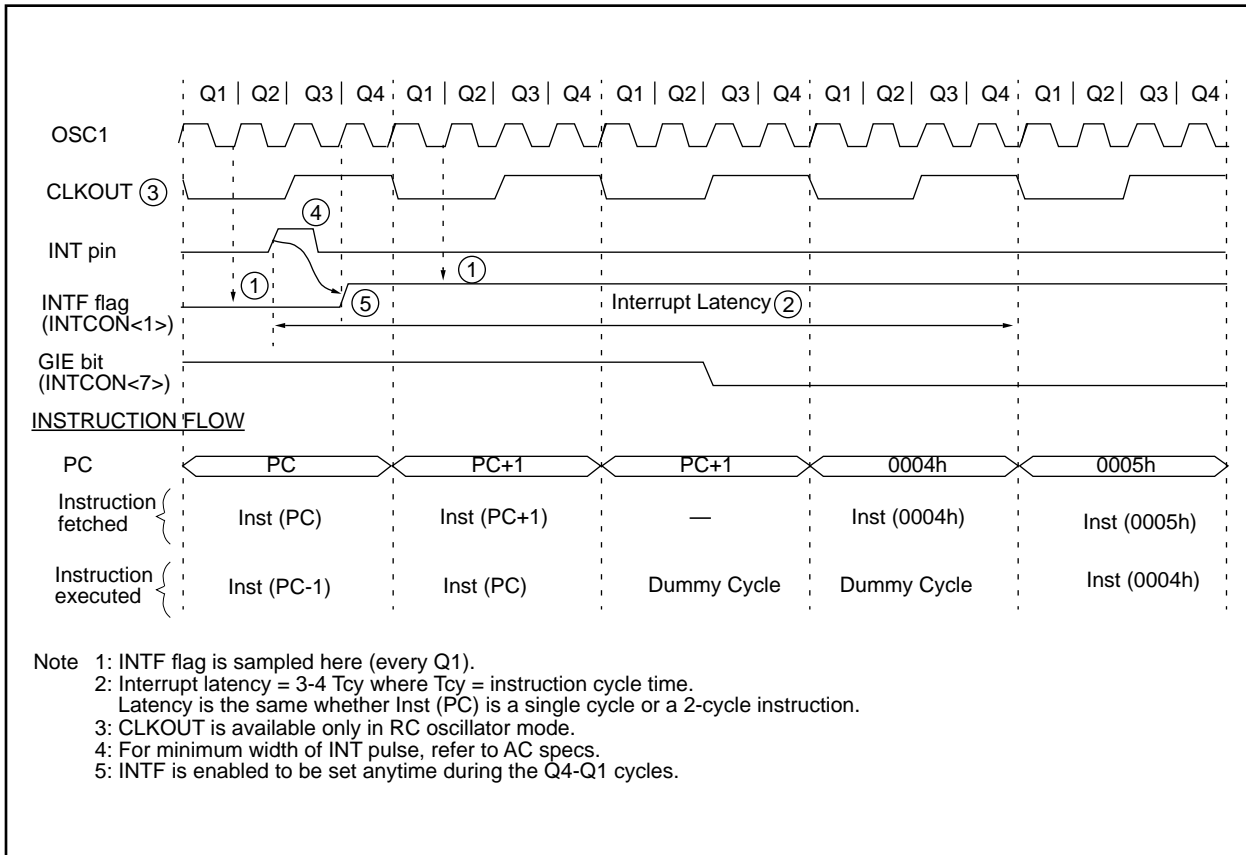 Q1 | Q2 | Q3 | Q4 Q1 | Q2 | Q3 | Q4 Q1 | Q2 | Q3 | Q4 Q1 | Q2 | Q3 | Q4 Q1 | Q2 | Q3 | Q4
OSC1
CLKOUT 3
4
INT pin
1 1
INTF flag
(INTCON<1>)
5
Interrupt Latency 2
GIE bit
(INTCON<7>)
INSTRUCTION FLOW
PC PC PC+1 PC+1 0004h 0005h
Instruction
fetched
Inst (PC) Inst (PC+1) — Inst (0004h) Inst (0005h)
Instruction
executed
Inst (PC-1) Inst (PC) Dummy Cycle Dummy Cycle Inst (0004h)
Note 1: INTF flag is sampled here (every Q1).
2: Interrupt latency = 3-4 Tcy where Tcy = instruction cycle time.
Latency is the same whether Inst (PC) is a single cycle or a 2-cycle instruction.
3: CLKOUT is available only in RC oscillator mode.
4: For minimum width of INT pulse, refer to AC specs.
5: INTF is enabled to be set anytime during the Q4-Q1 cycles.